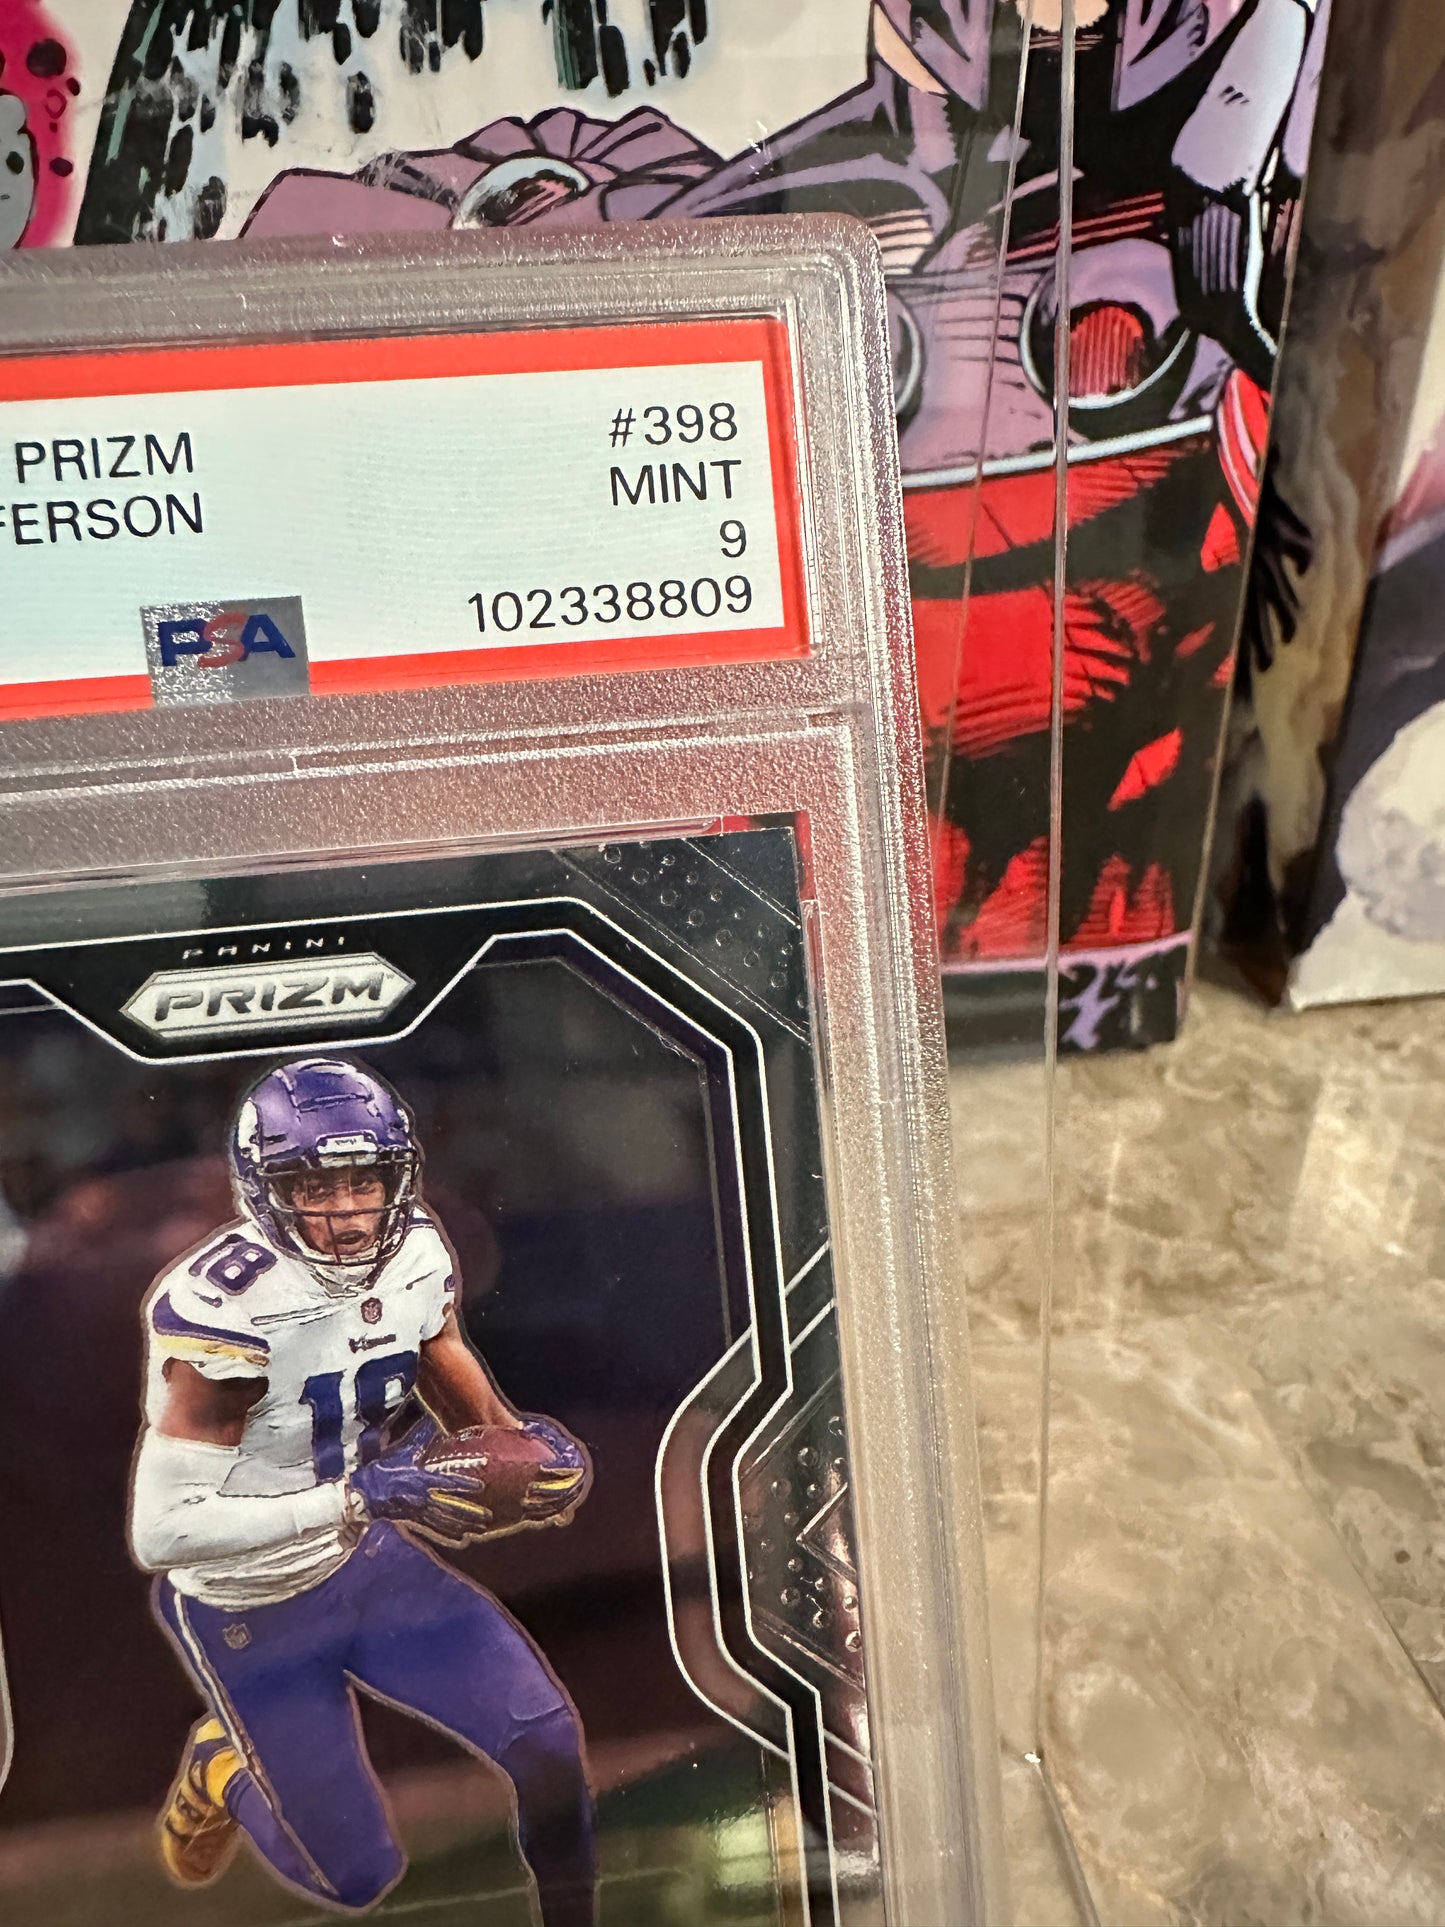 PRIZM
#398
FERSON
MINT
9
PSA
102338809
PANINI
PRIZM
18
18